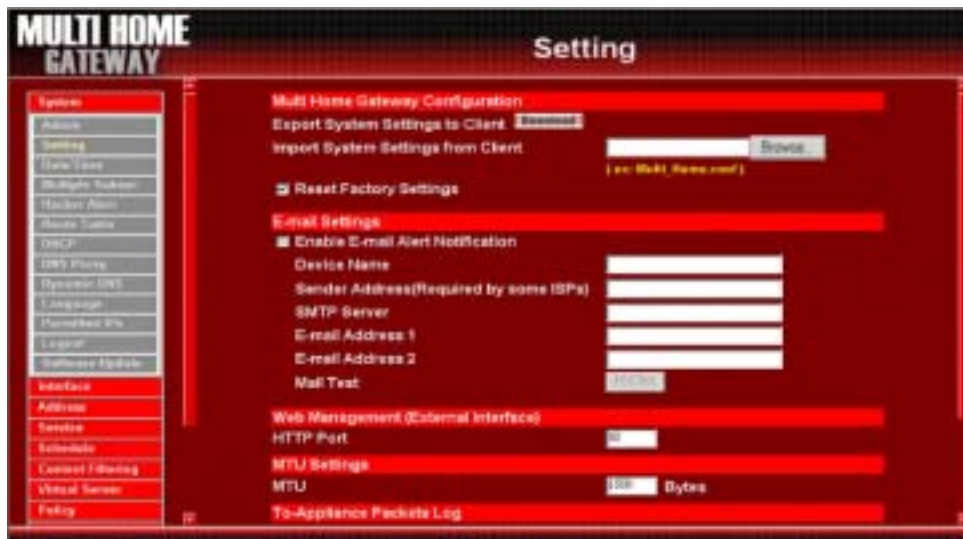 MULTI HOME
GATEWAY
Setting
System
Admin
Setting
Date/Time
Multiple Subnet
Hacker Alert
Route Table
DHCP
DNS Proxy
Dynamic DNS
Language
Permitted IPs
Logout
Software Update
Interface
Address
Service
Schedule
Content Filtering
Virtual Server
Policy
Multi Home Gateway Configuration
Export System Settings to Client
Import System Settings from Client Browse...
( ex: Multi_Home.conf )
Reset Factory Settings
E-mail Settings
Enable E-mail Alert Notification
Device Name
Sender Address(Required by some ISPs)
SMTP Server
E-mail Address 1
E-mail Address 2
Mail Test
Web Management (External Interface)
HTTP Port
MTU Settings
MTU Bytes
To-Appliance Packets Log